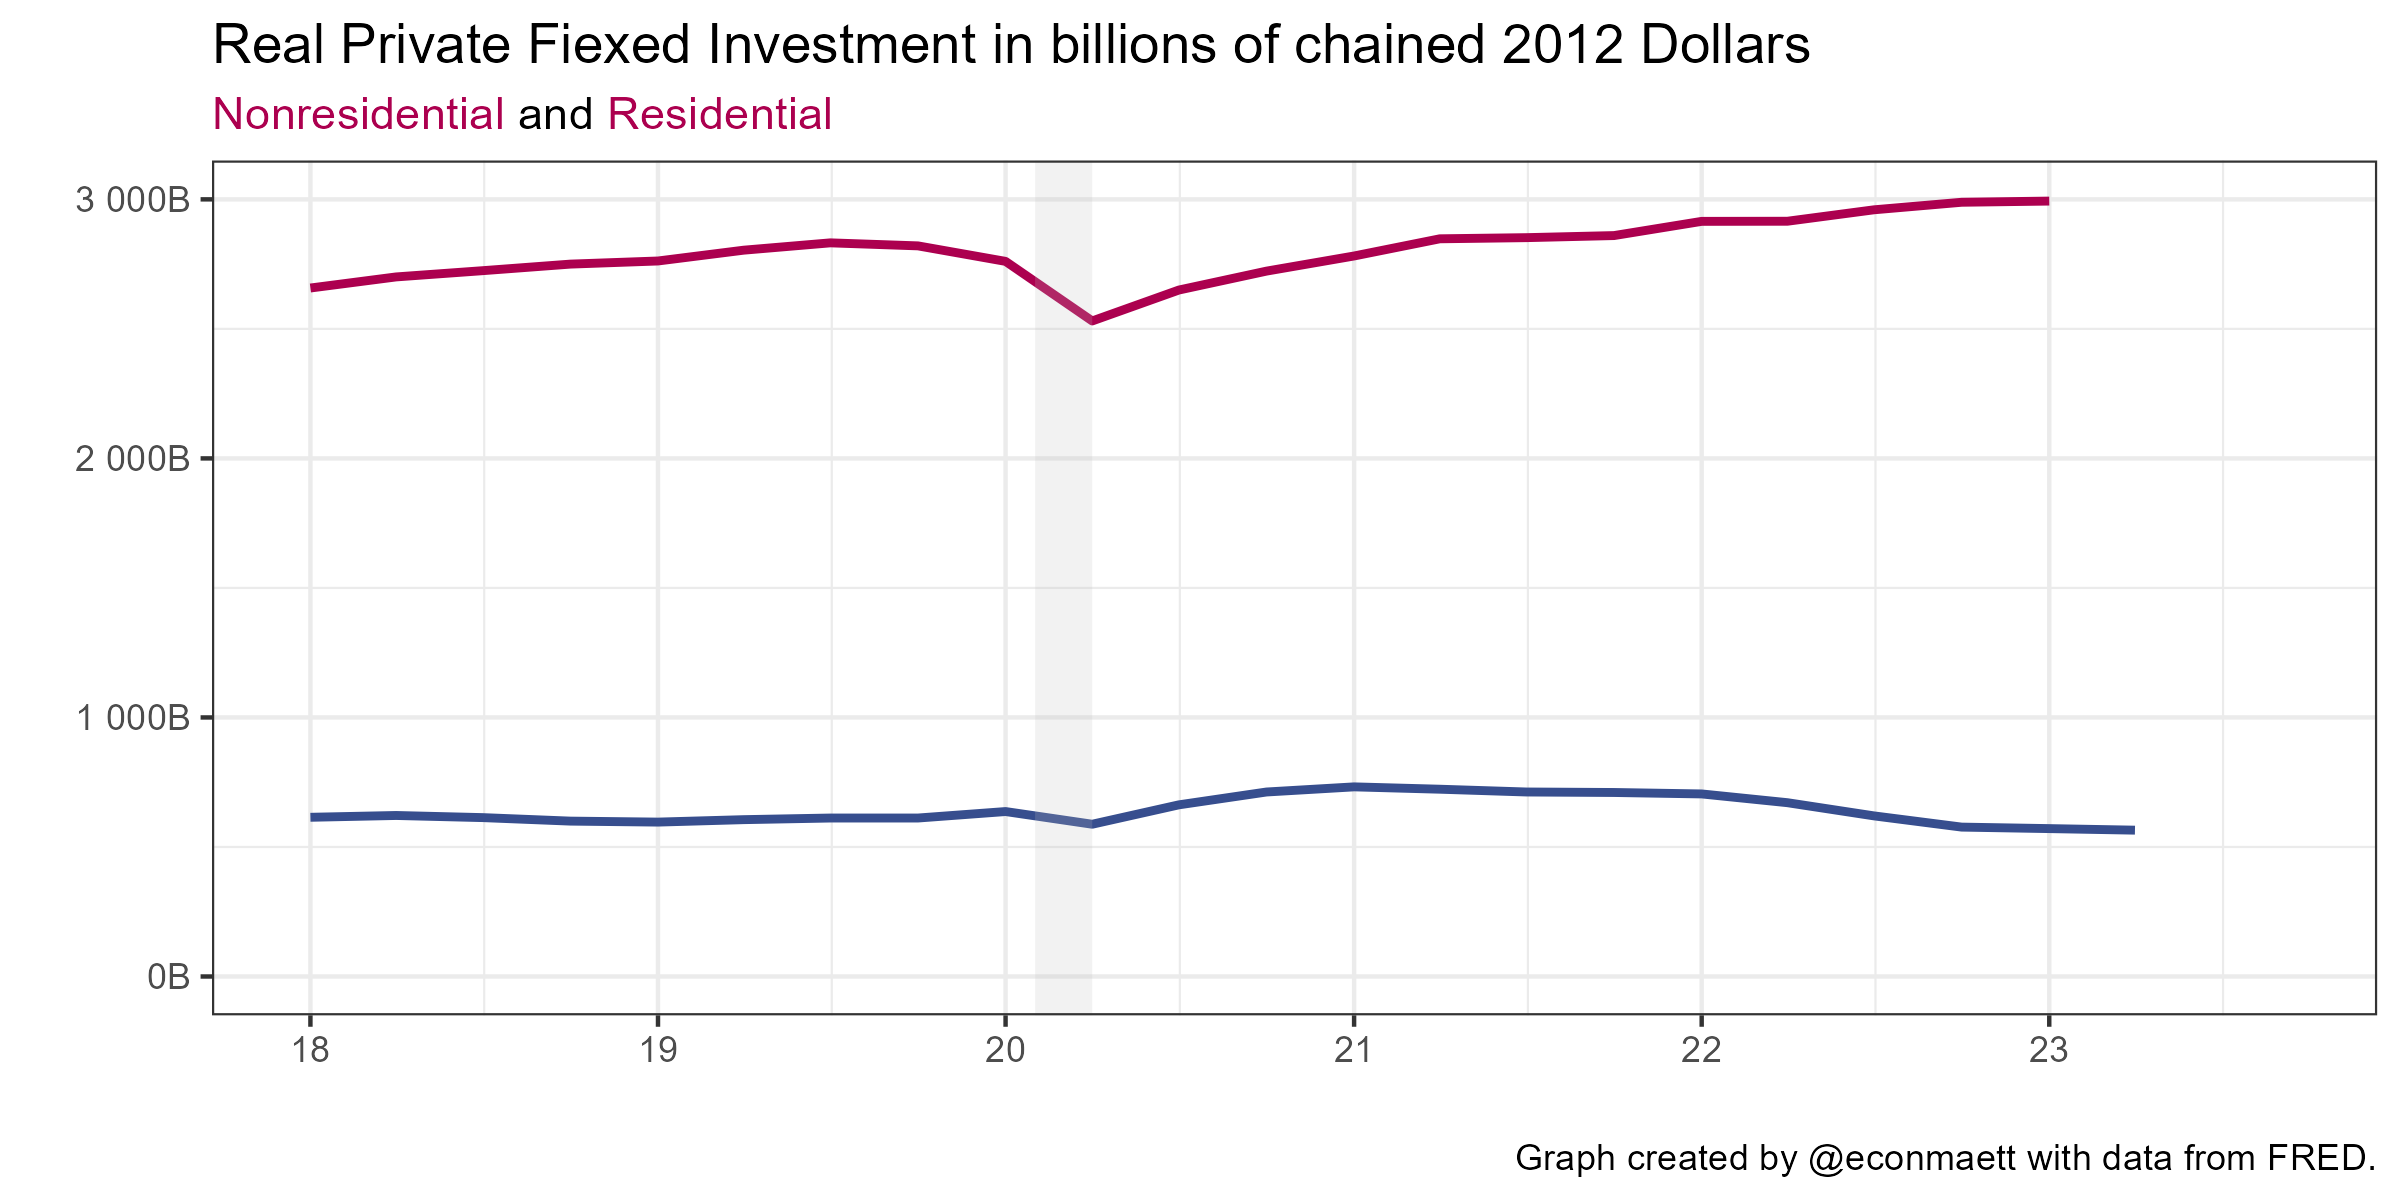 Real Private Fiexed Investment in billions of chained 2012 Dollars
Nonresidential and Residential
3 000B
2 000B
1 000B
0B
18 19 20 21 22 23
Graph created by @econmaett with data from FRED.